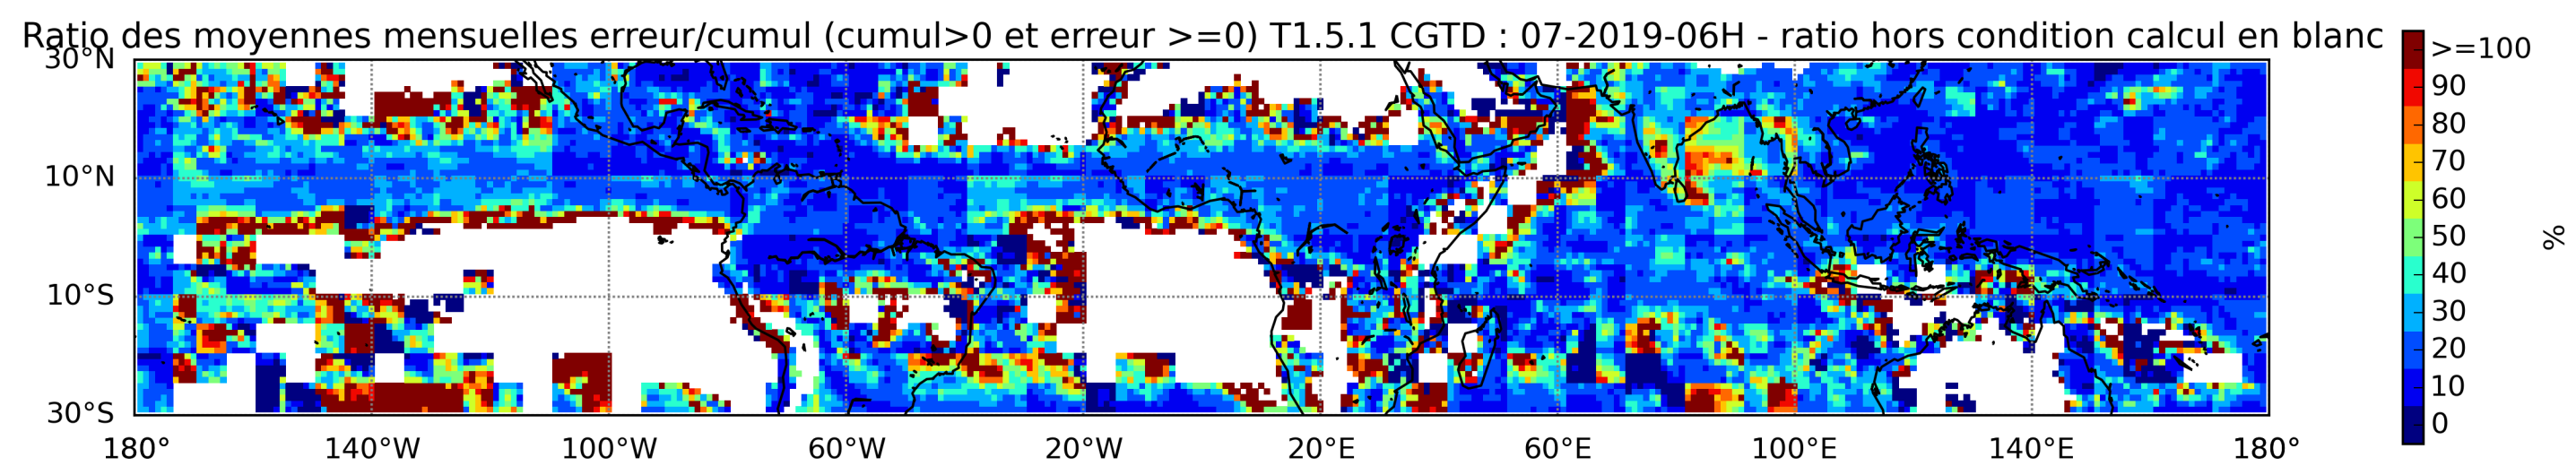 Ratio des moyennes mensuelles erreur/cumul (cumul>0 et erreur >=0) T1.5.1 CGTD : 07-2019-06H - ratio hors condition calcul en blanc
30°N
10°N
10°S
30°S
180° 140°W 100°W 60°W 20°W 20°E 60°E 100°E 140°E 180°
>=100
90
80
70
60
50
40
30
20
10
0
%